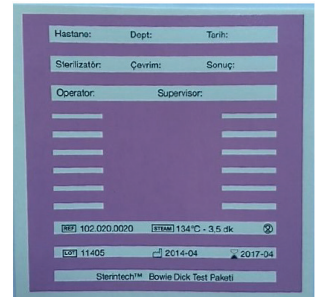 Hastane: Dept: Tarih:
Sterilizatör: Çevrim: Sonuç:
Operator: Supervisor:
REF 102.020.0020 STEAM 134°C - 3,5 dk 2
LOT 11405 2014-04 2017-04
Sterintech™ Bowie Dick Test Paketi